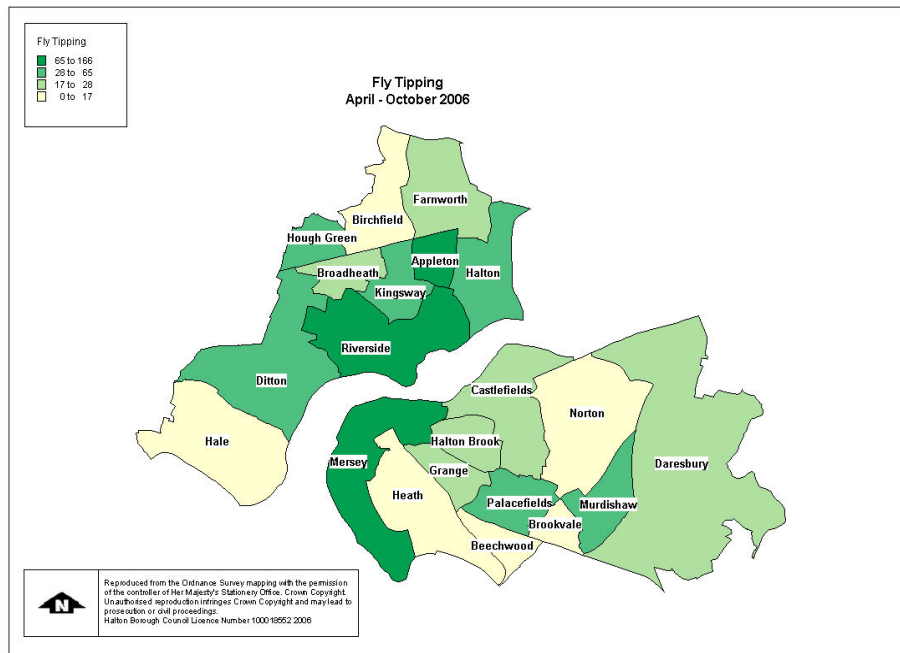 Fly Tipping
65 to 166
28 to 65
17 to 28
0 to 17
Fly Tipping
April - October 2006
Farnworth
Birchfield
Hough Green
Appleton
Broadheath
Halton
Kingsway
Riverside
Ditton
Castlefields
Norton
Hale
Halton Brook
Mersey
Daresbury
Grange
Heath
Palacefields
Murdishaw
Brookvale
Beechwood
N
Reproduced from the Ordnance Survey mapping with the permission
of the controller of Her Majesty's Stationery Office. Crown Copyright.
Unauthorised reproduction infringes Crown Copyright and may lead to
prosecution or civil proceedings.
Halton Borough Council Licence Number 100018552 2006